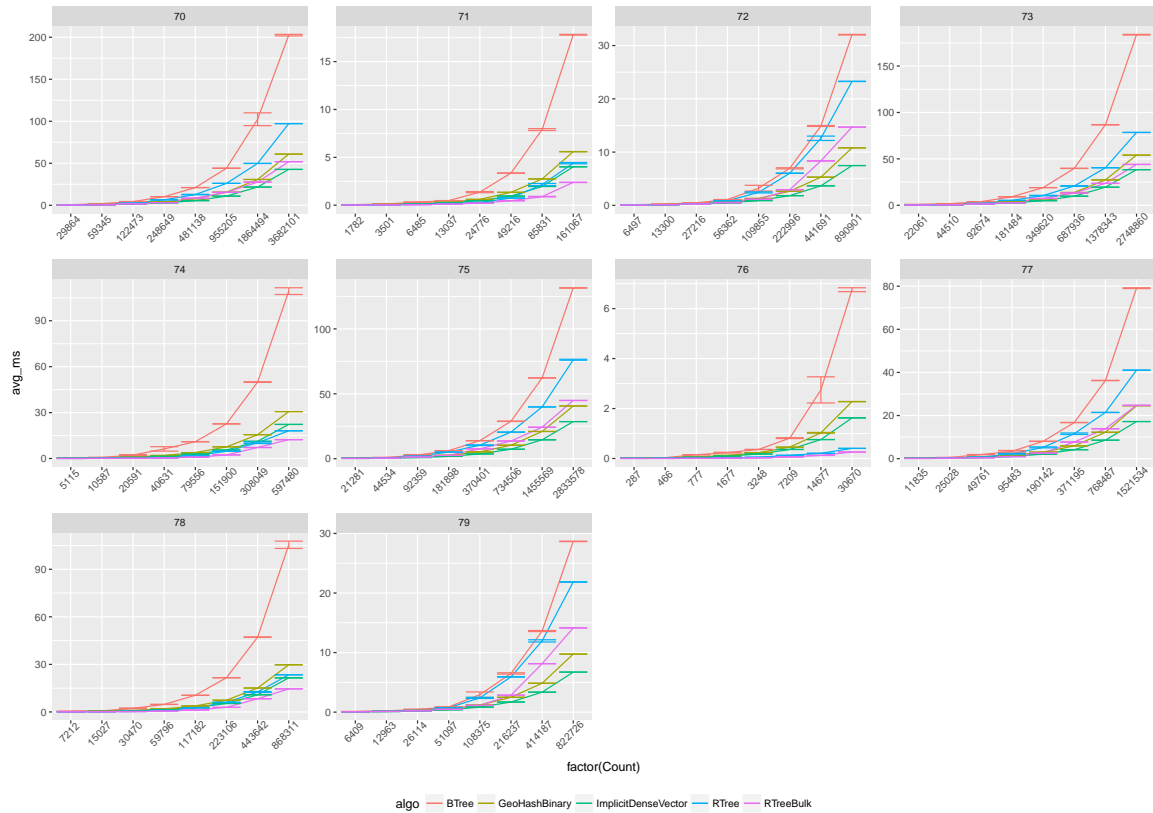 70 71 72 73
200
150
100
50
0
29864 59345 122473 248649 481138 955205 1864494 3682101
15
10
5
0
1782 3501 6485 13037 24776 49216 85831 161067
30
20
10
0
6497 13300 27216 56362 109855 222996 441691 890901
150
100
50
0
22061 44510 92674 181484 349620 687936 1378343 2748860
74 75 76 77
avg_ms
90
60
30
0
5115 10587 20591 40631 79556 151900 308049 597480
100
50
0
21281 44534 92359 181898 370401 734506 1455569 2833578
6
4
2
0
287 466 777 1677 3248 7209 14677 30670
80
60
40
20
0
11835 25028 49761 95483 190142 371195 768487 1521534
78 79
90
60
30
0
7212 15027 30470 59796 117182 223106 443642 868311
30
20
10
0
6409 12963 26114 51097 108375 216237 414187 822726
factor(Count)
algo BTree GeoHashBinary ImplicitDenseVector RTree RTreeBulk